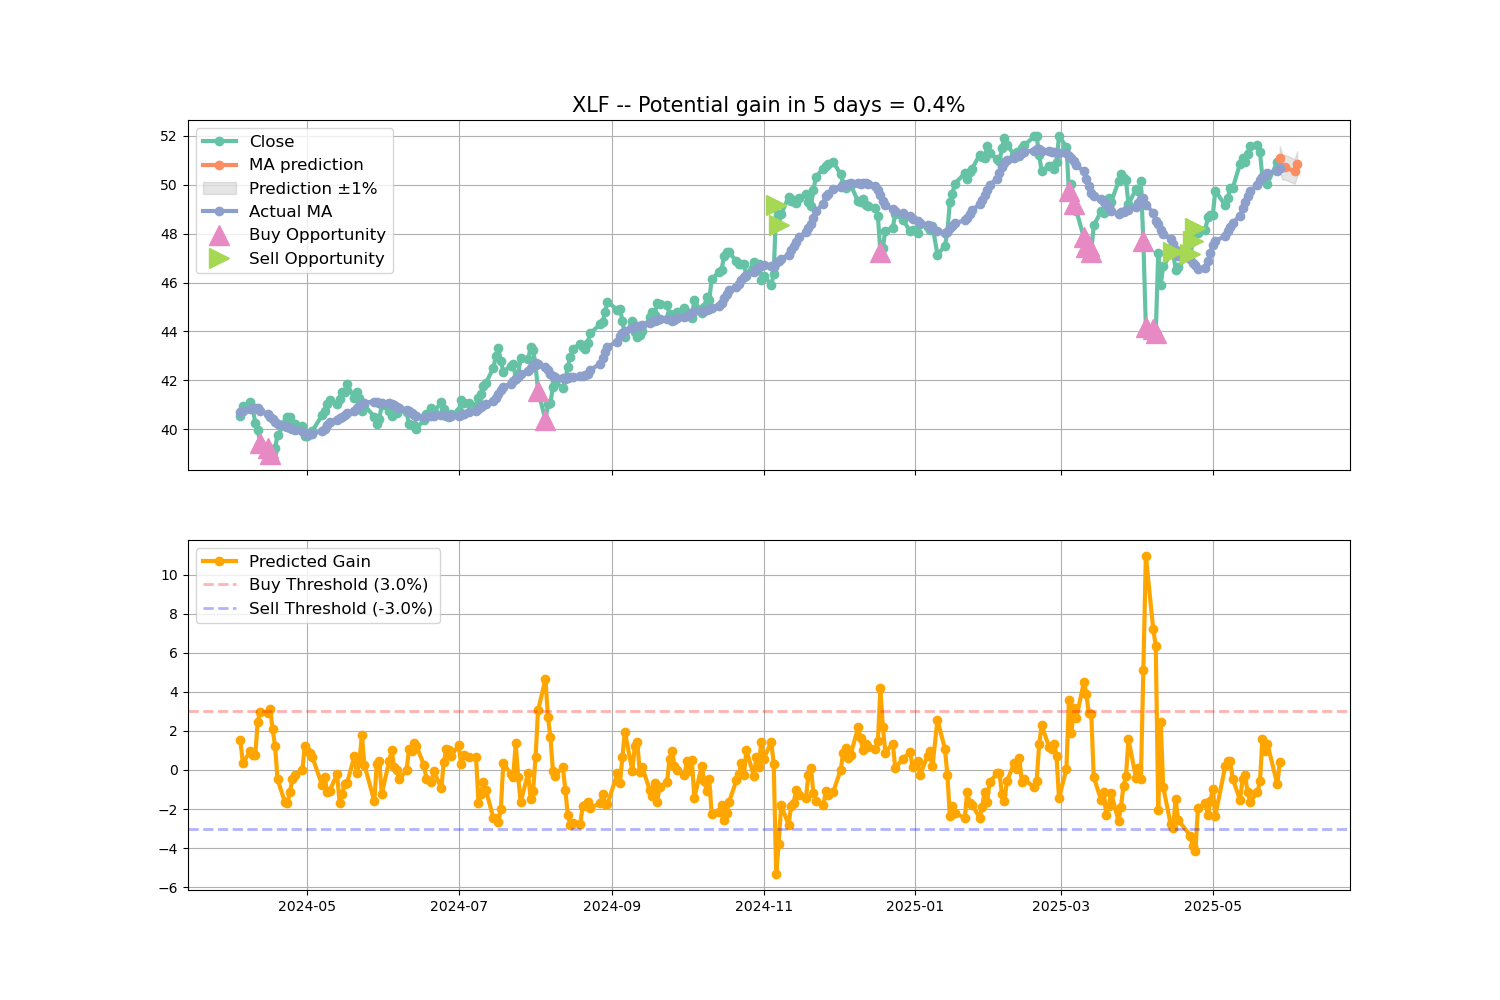 XLF -- Potential gain in 5 days = 0.4%
Close
MA prediction
Prediction ±1%
Actual MA
Buy Opportunity
Sell Opportunity
52
50
48
46
44
42
40
Predicted Gain
Buy Threshold (3.0%)
Sell Threshold (-3.0%)
10
8
6
4
2
0
−2
−4
−6
2024-05 2024-07 2024-09 2024-11 2025-01 2025-03 2025-05